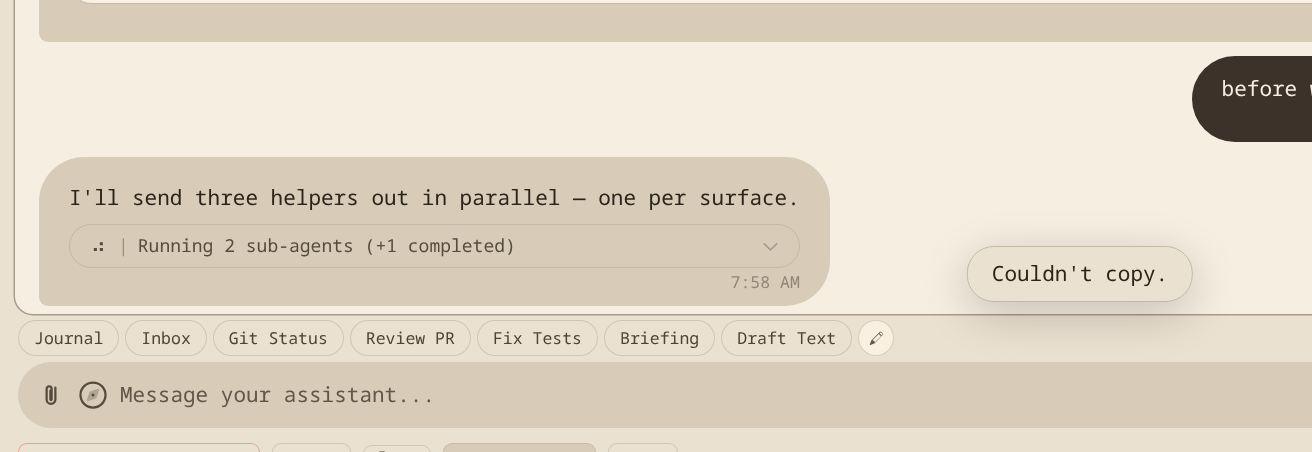 before
I'll send three helpers out in parallel — one per surface.
Running 2 sub-agents (+1 completed)
7:58 AM
Couldn't copy.
Journal
Inbox
Git Status
Review PR
Fix Tests
Briefing
Draft Text
Message your assistant...